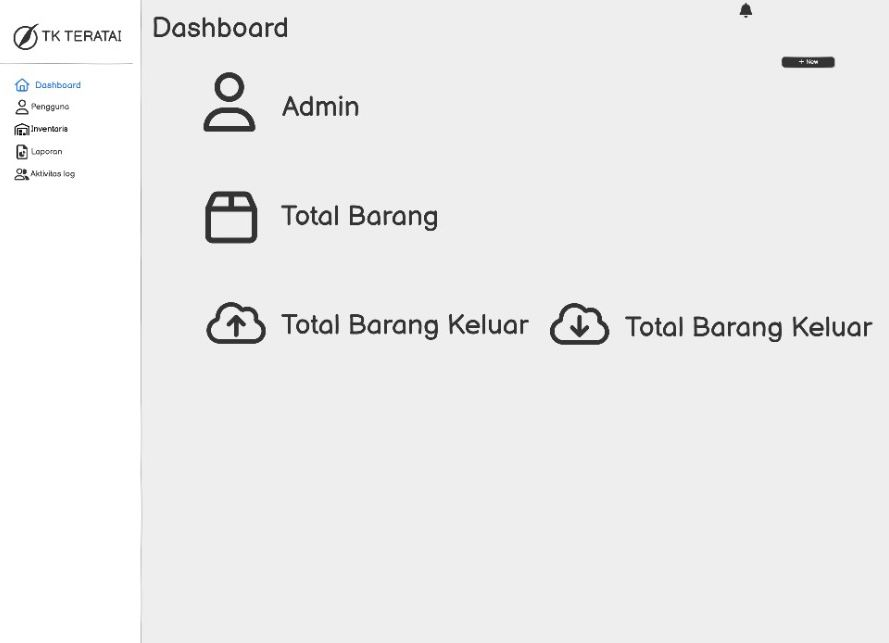 TK TERATAI
Dashboard
Pengguna
Inventaris
Laporan
Aktivitas log
Dashboard
+ New
Admin
Total Barang
Total Barang Keluar
Total Barang Keluar